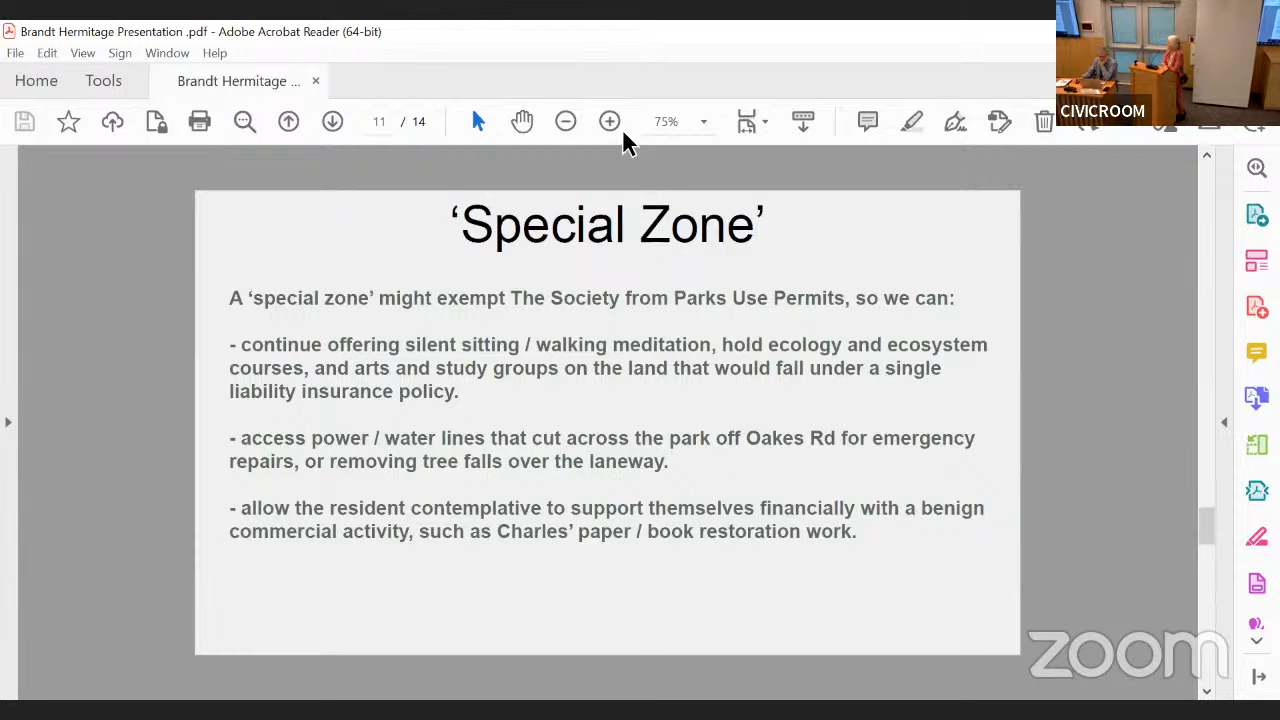 Brandt Hermitage Presentation .pdf - Adobe Acrobat Reader (64-bit)
File Edit View Sign Window Help
Home Tools Brandt Hermitage ... ×
11 / 14 75%
CIVICROOM
‘Special Zone’
A ‘special zone’ might exempt The Society from Parks Use Permits, so we can:
- continue offering silent sitting / walking meditation, hold ecology and ecosystem
courses, and arts and study groups on the land that would fall under a single
liability insurance policy.
- access power / water lines that cut across the park off Oakes Rd for emergency
repairs, or removing tree falls over the laneway.
- allow the resident contemplative to support themselves financially with a benign
commercial activity, such as Charles’ paper / book restoration work.
zoom